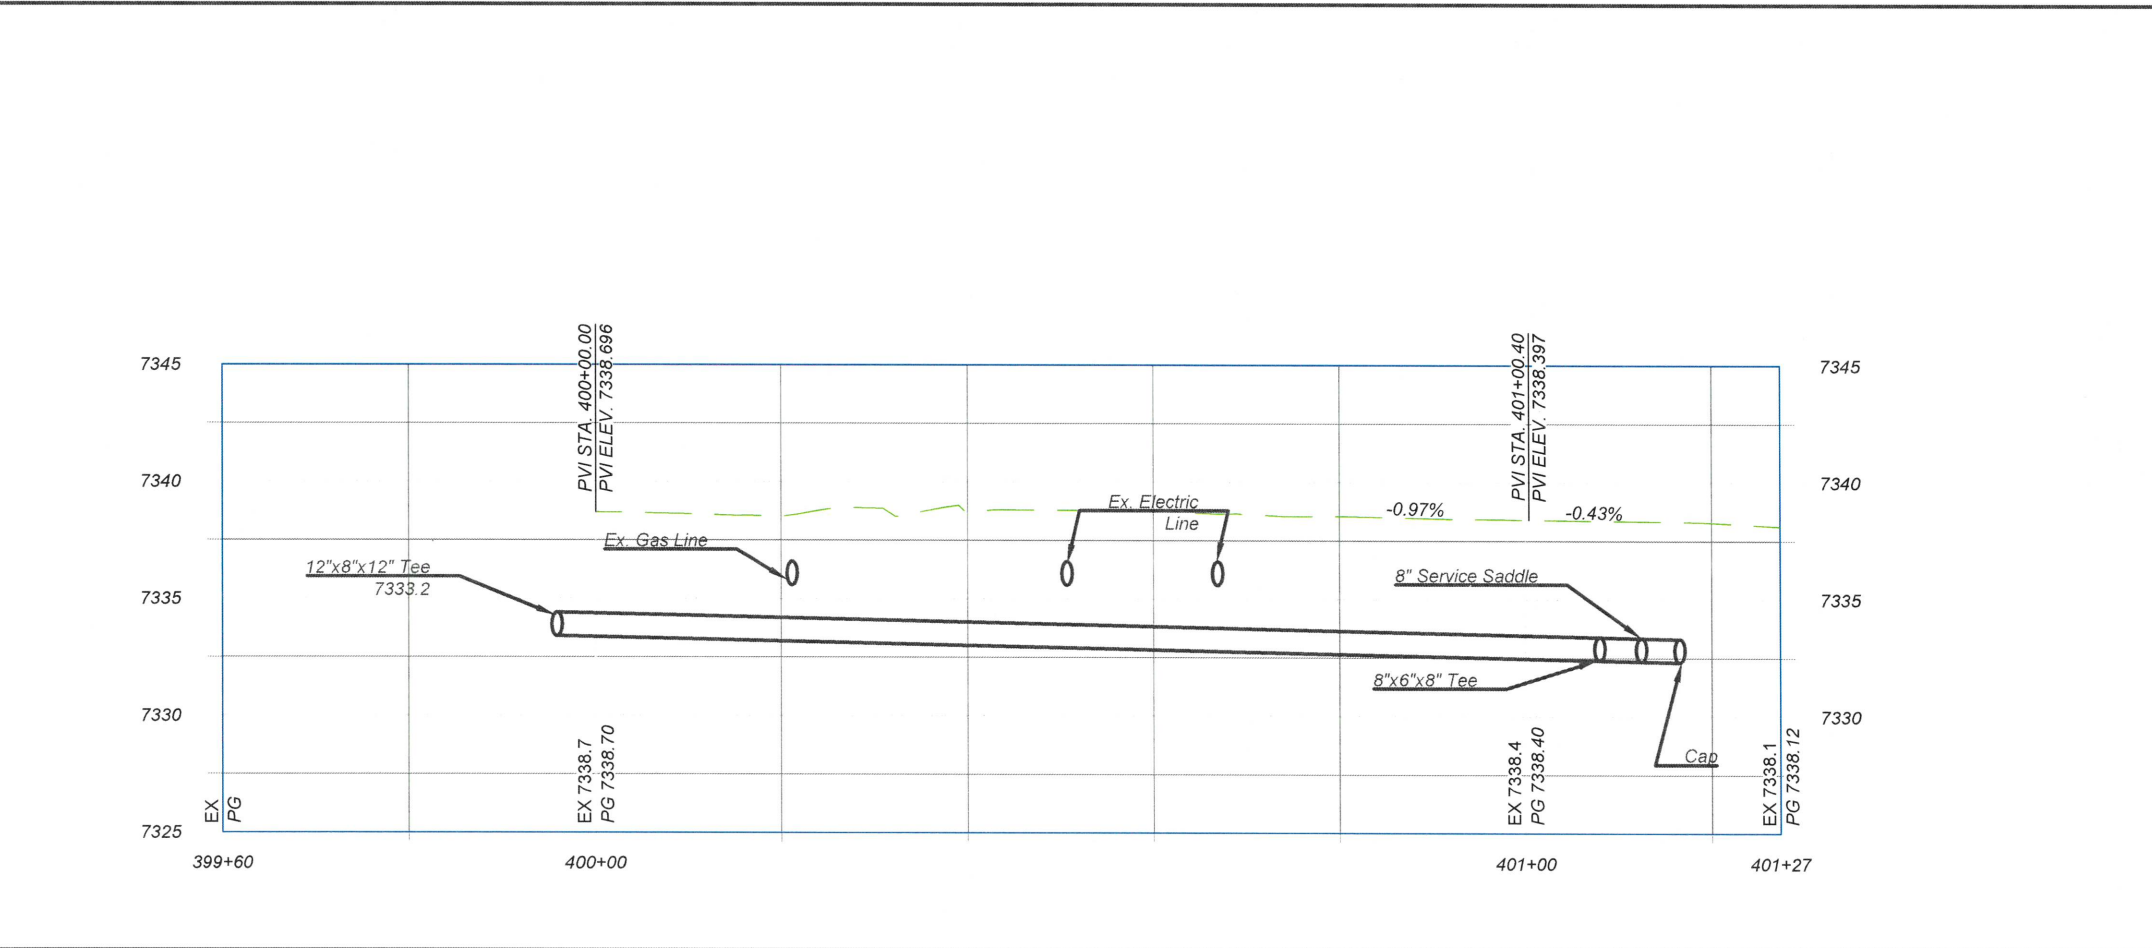 PVI STA. 400+00.00
PVI ELEV. 7338.696
PVI STA. 401+00.40
PVI ELEV. 7338.397
7345
7345
7340
7340
Ex. Electric
Line
-0.97%
-0.43%
Ex. Gas Line
12"x8"x12" Tee
7333.2
8" Service Saddle
7335
7335
8"x6"x8" Tee
7330
7330
Cap
EX
PG
EX 7338.7
PG 7338.70
EX 7338.4
PG 7338.40
EX 7338.1
PG 7338.12
7325
399+60
400+00
401+00
401+27